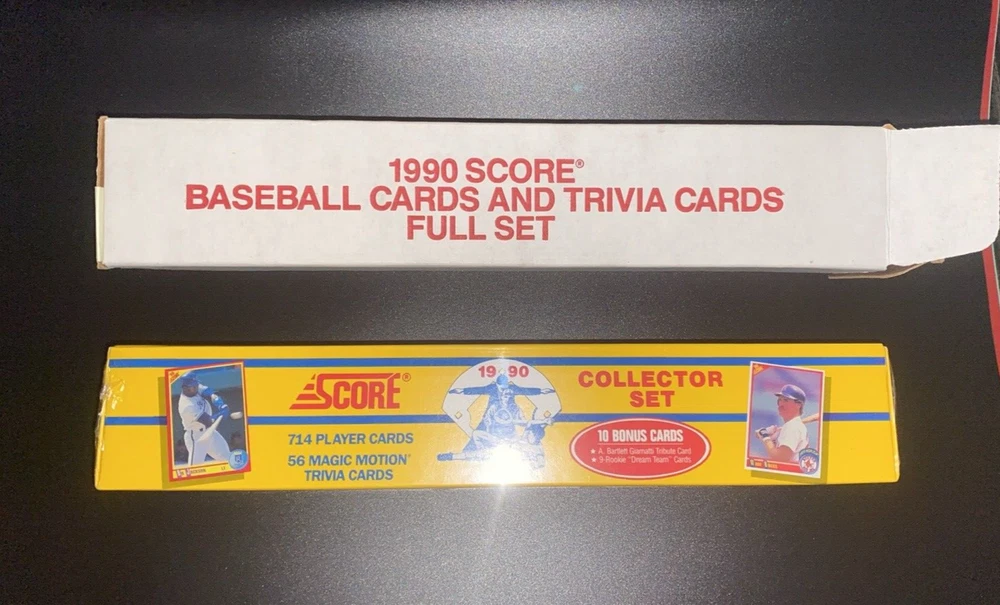 1990 SCORE®
BASEBALL CARDS AND TRIVIA CARDS
FULL SET
SCORE®
714 PLAYER CARDS
56 MAGIC MOTION®
TRIVIA CARDS
1990
COLLECTOR
SET
10 BONUS CARDS
★ A. Bartlett Giamatti Tribute Card
★ 9-Rookie "Dream Team" Cards